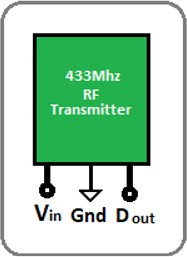 433Mhz
RF
Transmitter
Vin Gnd Dout